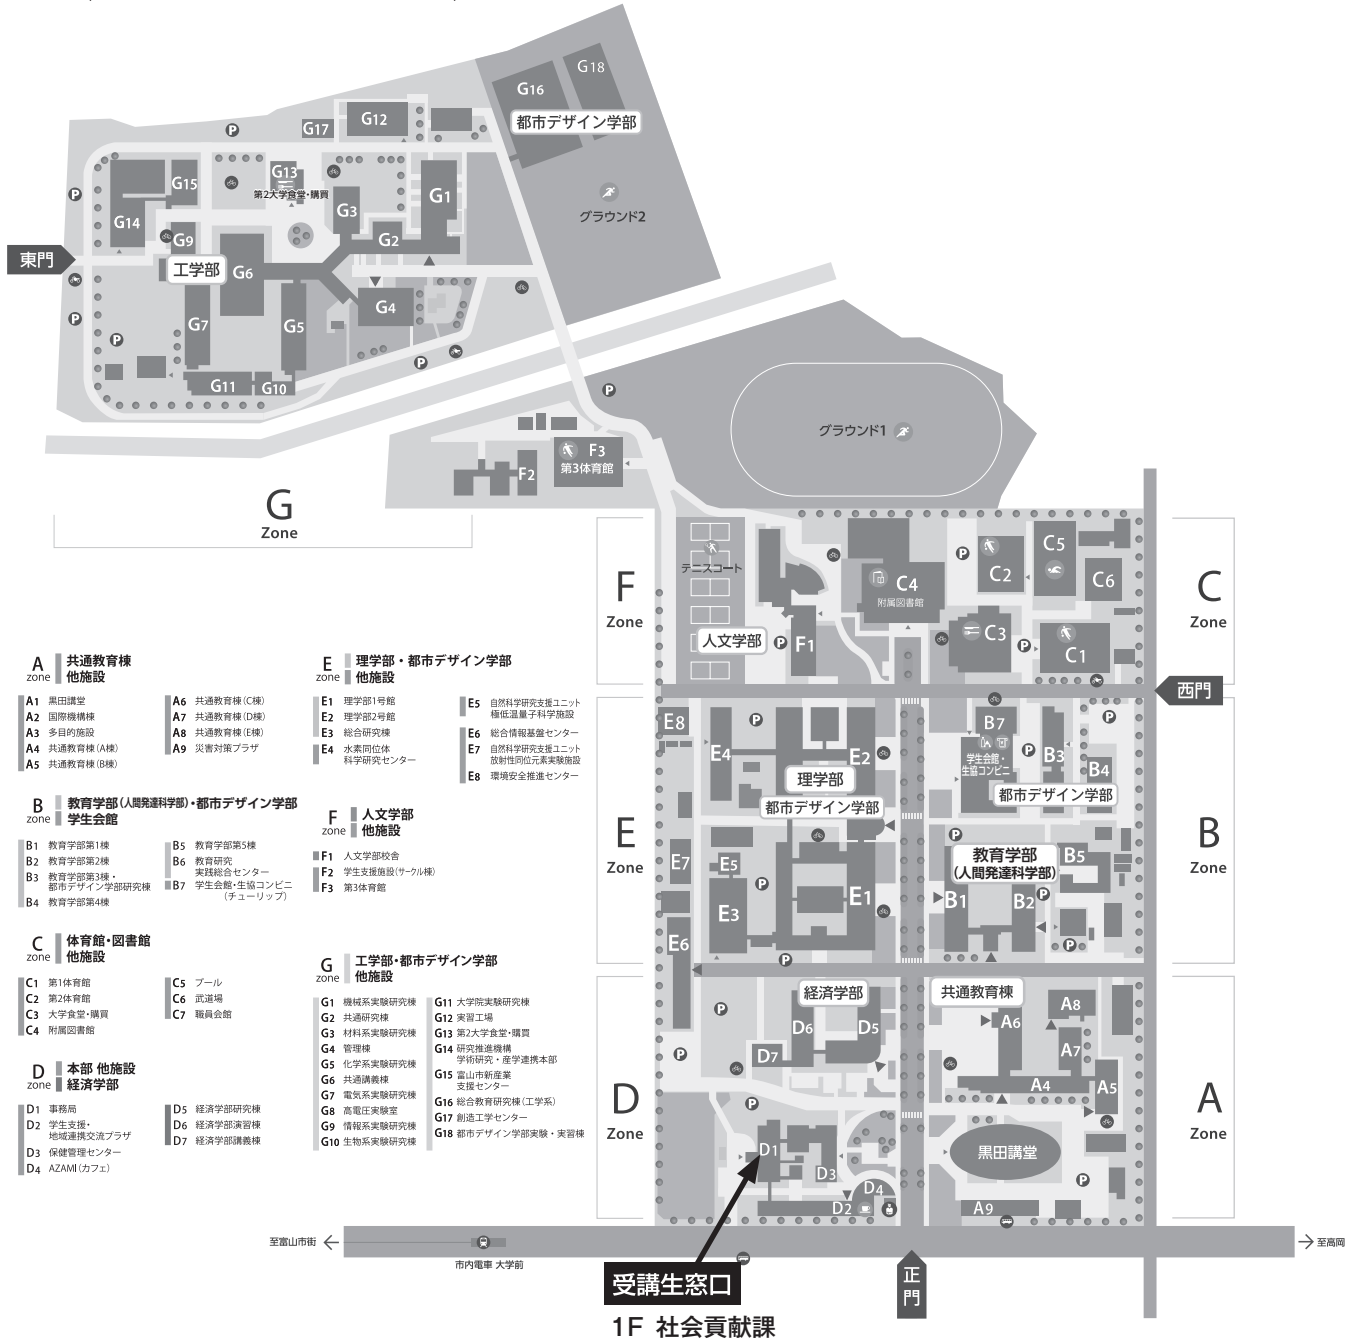 G18
G16
都市デザイン学部
G12
G17
G13
第2大学食堂・購買
G15
G14
G9
G3
G1
G2
グラウンド2
東門
工学部
G6
G4
G7
G5
G11
G10
グラウンド1
F3
第3体育館
F2
G
Zone
テニスコート
人文学部
F1
C4
附属図書館
C2
C5
C6
C3
C1
F
Zone
C
Zone
西門
E8
E4
E2
理学部
都市デザイン学部
B7
学生会館・
生協コンビニ
B3
B4
都市デザイン学部
E
Zone
B
Zone
E7
E5
E3
E1
E6
教育学部
(人間発達科学部)
B5
B1
B2
経済学部
D6
D5
D7
共通教育棟
A8
A6
A7
A4
A5
D
Zone
A
Zone
D1
D3
D4
D2
黒田講堂
A9
A
zone
共通教育棟
他施設
A1 黒田講堂
A2 国際機構棟
A3 多目的施設
A4 共通教育棟(A棟)
A5 共通教育棟(B棟)
A6 共通教育棟(C棟)
A7 共通教育棟(D棟)
A8 共通教育棟(E棟)
A9 災害対策プラザ
B
zone
教育学部(人間発達科学部)・都市デザイン学部
学生会館
B1 教育学部第1棟
B2 教育学部第2棟
B3 教育学部第3棟・
都市デザイン学部研究棟
B4 教育学部第4棟
B5 教育学部第5棟
B6 教育研究
実践総合センター
B7 学生会館・生協コンビニ
(チューリップ)
C
zone
体育館・図書館
他施設
C1 第1体育館
C2 第2体育館
C3 大学食堂・購買
C4 附属図書館
C5 プール
C6 武道場
C7 職員会館
D
zone
本部 他施設
経済学部
D1 事務局
D2 学生支援・
地域連携交流プラザ
D3 保健管理センター
D4 AZAMI(カフェ)
D5 経済学部研究棟
D6 経済学部演習棟
D7 経済学部講義棟
E
zone
理学部・都市デザイン学部
他施設
E1 理学部1号館
E2 理学部2号館
E3 総合研究棟
E4 水素同位体
科学研究センター
E5 自然科学研究支援ユニット
極低温量子科学施設
E6 総合情報基盤センター
E7 自然科学研究支援ユニット
放射性同位元素実験施設
E8 環境安全推進センター
F
zone
人文学部
他施設
F1 人文学部校舎
F2 学生支援施設(サークル棟)
F3 第3体育館
G
zone
工学部・都市デザイン学部
他施設
G1 機械系実験研究棟
G2 共通研究棟
G3 材料系実験研究棟
G4 管理棟
G5 化学系実験研究棟
G6 共通講義棟
G7 電気系実験研究棟
G8 高電圧実験室
G9 情報系実験研究棟
G10 生物系実験研究棟
G11 大学院実験研究棟
G12 実習工場
G13 第2大学食堂・購買
G14 研究推進機構
学術研究・産学連携本部
G15 富山市新産業
支援センター
G16 総合教育研究棟(工学系)
G17 創造工学センター
G18 都市デザイン学部実験・実習棟
至富山市街
市内電車 大学前
至高岡
正門
受講生窓口
1F 社会貢献課